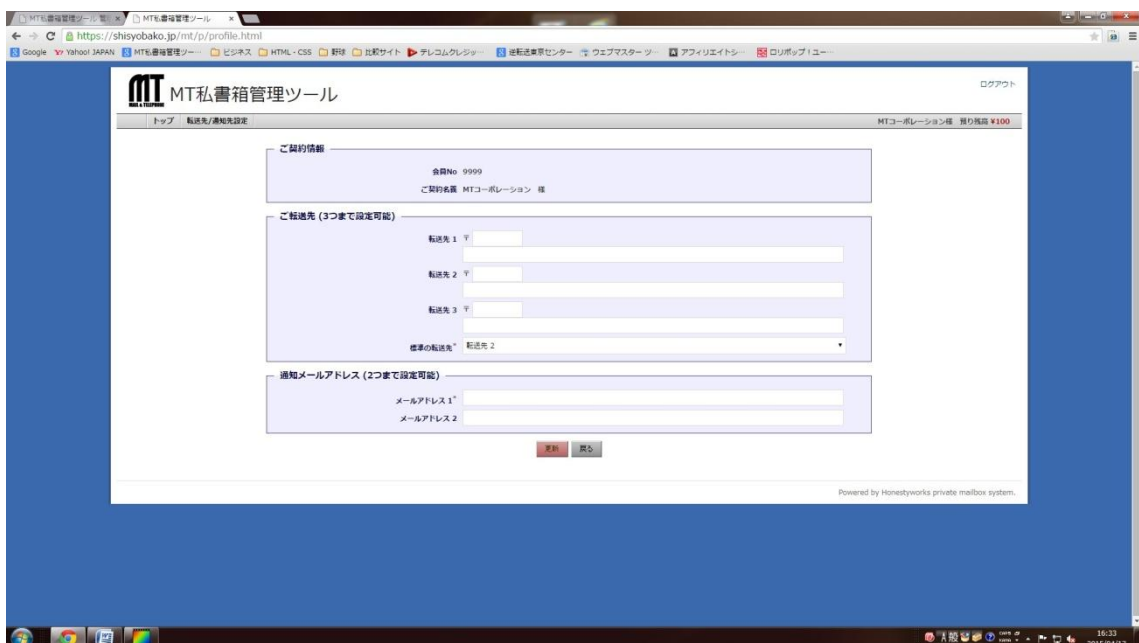 MT私書箱管理ツール
https://shisyobako.jp/mt/p/profile.html
Google Yahoo! JAPAN MT私書箱管理ツー… ビジネス HTML・CSS 野球 比較サイト テレコムクレジッ… 逆転送東京センター ウェブマスター ツ… アフィリエイトシ… ロリポップ!ユー…
ログアウト
MT MT私書箱管理ツール
MAIL & TELEPHONE
トップ 転送先/通知先設定 MTコーポレーション様 預り残高 ¥100
ご契約情報
会員No 9999
ご契約名義 MTコーポレーション 様
ご転送先 (3つまで設定可能)
転送先 1 〒
転送先 2 〒
転送先 3 〒
標準の転送先* 転送先 2
通知メールアドレス (2つまで設定可能)
メールアドレス 1*
メールアドレス 2
更新 戻る
Powered by Honestyworks private mailbox system.
16:33